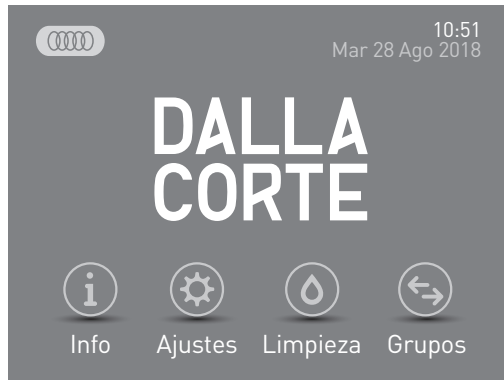 10:51
Mar 28 Ago 2018
DALLA
CORTE
Info
Ajustes
Limpieza
Grupos